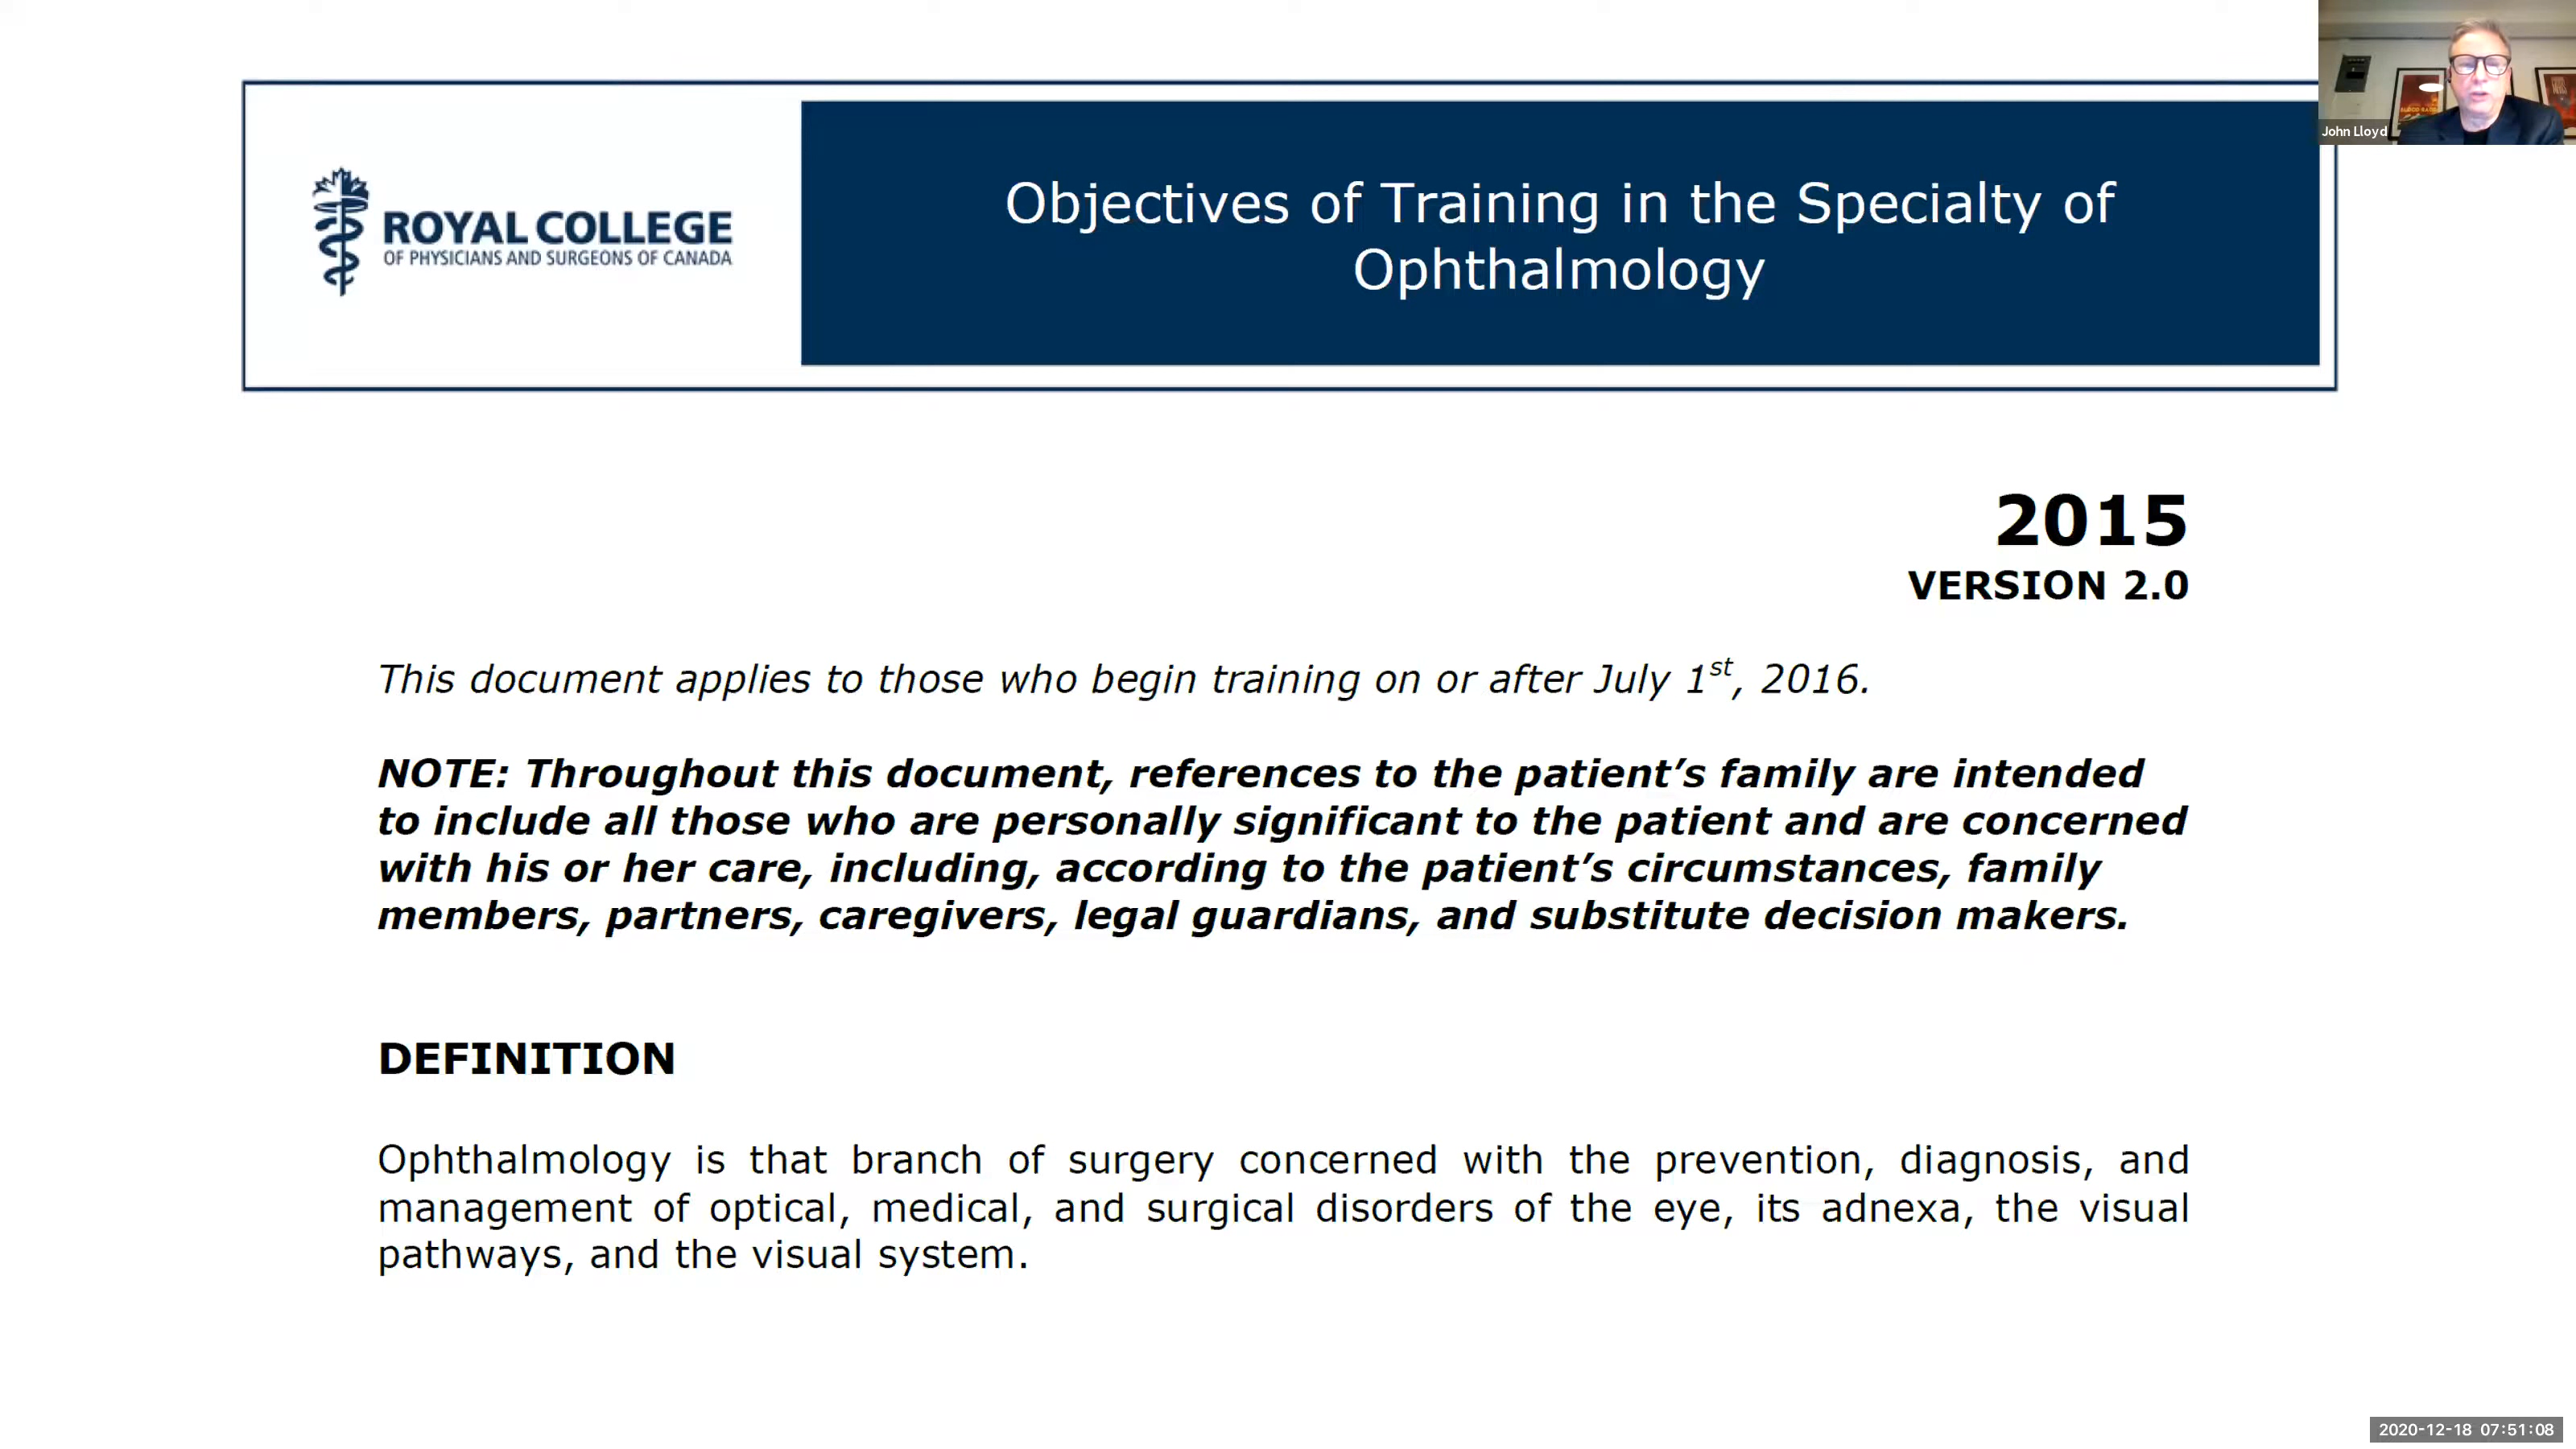 ROYAL COLLEGE
OF PHYSICIANS AND SURGEONS OF CANADA
Objectives of Training in the Specialty of
Ophthalmology
John Lloyd
2015
VERSION 2.0
This document applies to those who begin training on or after July 1st, 2016.
NOTE: Throughout this document, references to the patient’s family are intended
to include all those who are personally significant to the patient and are concerned
with his or her care, including, according to the patient’s circumstances, family
members, partners, caregivers, legal guardians, and substitute decision makers.
DEFINITION
Ophthalmology is that branch of surgery concerned with the prevention, diagnosis, and
management of optical, medical, and surgical disorders of the eye, its adnexa, the visual
pathways, and the visual system.
2020-12-18 07:51:08